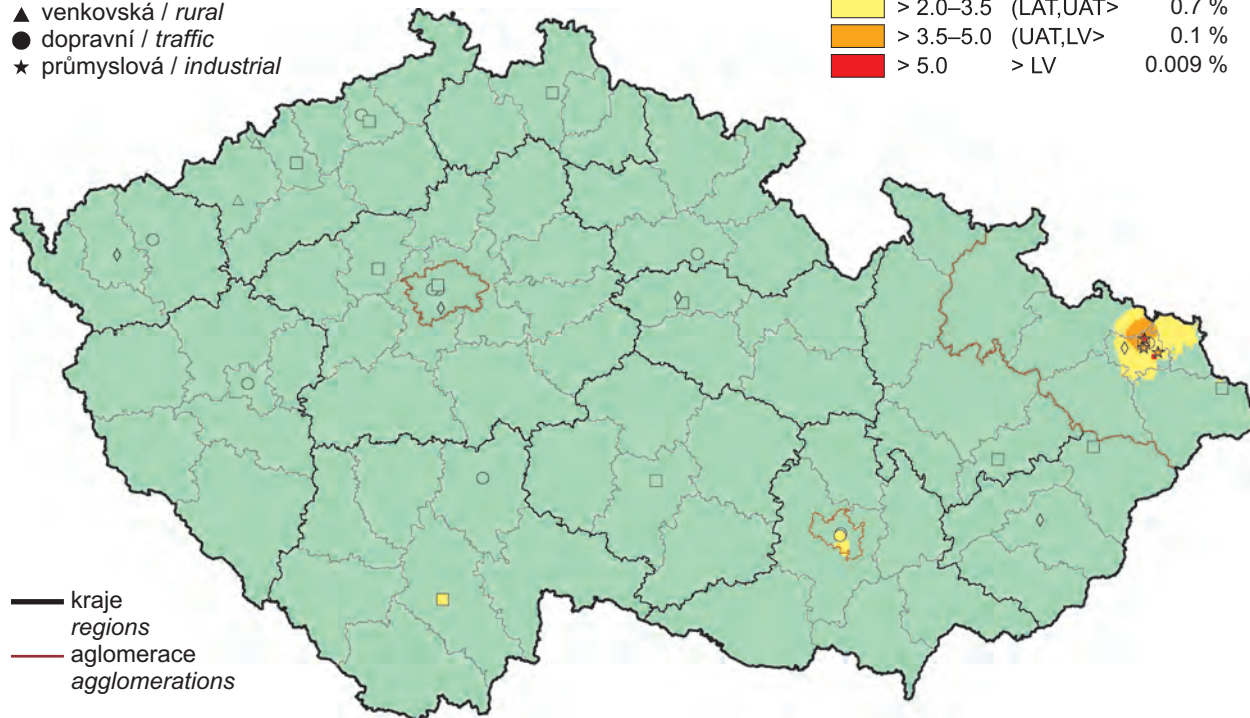 ▲ venkovská / rural
● dopravní / traffic
★ průmyslová / industrial
> 2.0–3.5 (LAT,UAT> 0.7 %
> 3.5–5.0 (UAT,LV> 0.1 %
> 5.0 > LV 0.009 %
kraje
regions
aglomerace
agglomerations